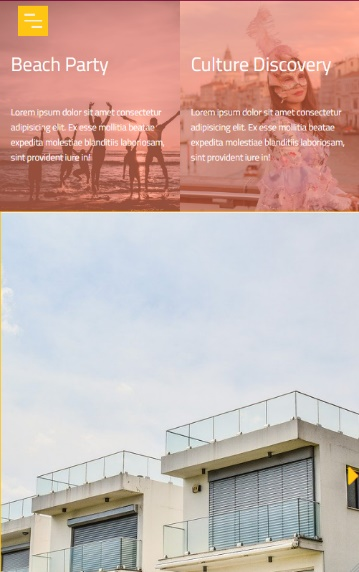 Beach Party
Lorem ipsum dolor sit amet consectetur
adipisicing elit. Ex esse mollitia beatae
expedita molestiae blanditiis laboriosam,
sint provident iure in!
Culture Discovery
Lorem ipsum dolor sit amet consectetur
adipisicing elit. Ex esse mollitia beatae
expedita molestiae blanditiis laboriosam,
sint provident iure in!